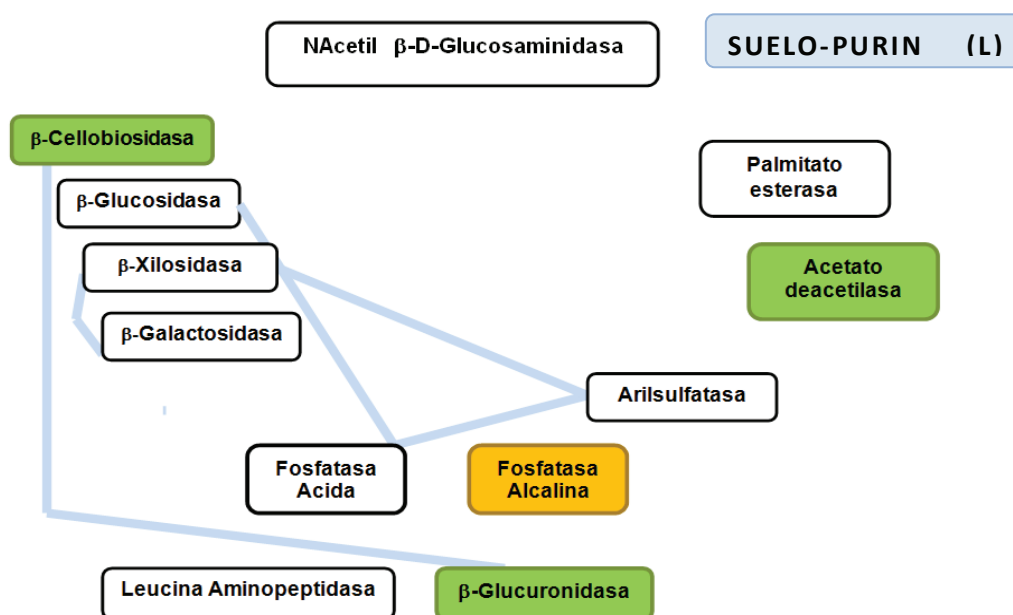 NAcetil β-D-Glucosaminidasa
SUELO-PURIN (L)
β-Cellobiosidasa
Palmitato
esterasa
β-Glucosidasa
β-Xilosidasa
Acetato
deacetilasa
β-Galactosidasa
Arilsulfatasa
Fosfatasa
Acida
Fosfatasa
Alcalina
Leucina Aminopeptidasa
β-Glucuronidasa